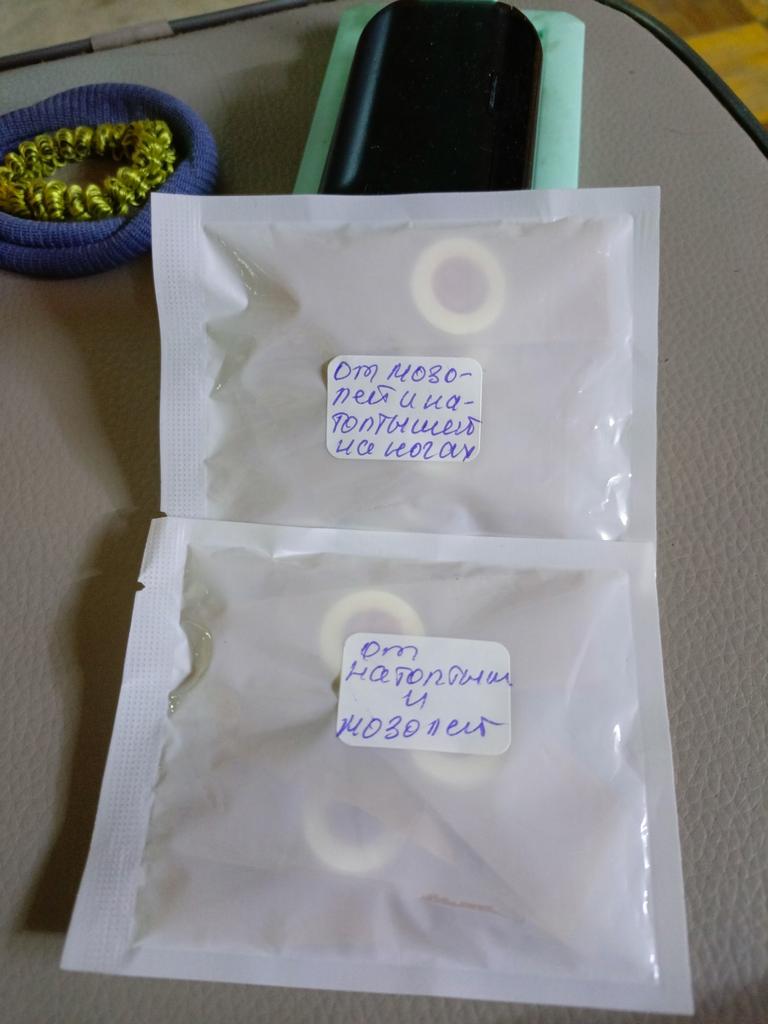 от мозо-
лей и на-
топтышей
на ногах
от
натоптыш
и
мозолей